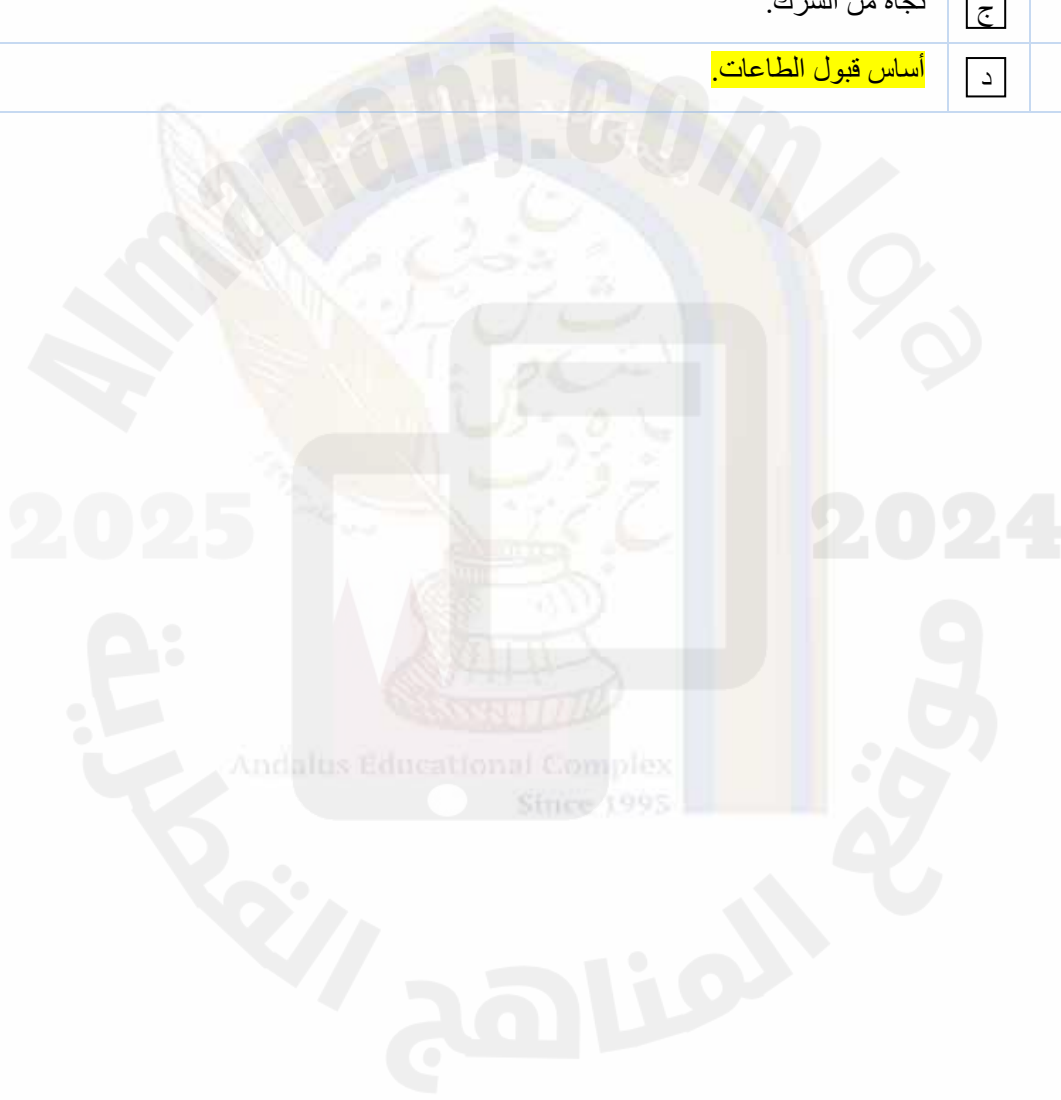 ج نجاة من الشرك.
د أساس قبول الطاعات.
Almanahj.com/qa
2025 2024
Andalus Educational Complex
Since 1995
موقع المناهج القطرية